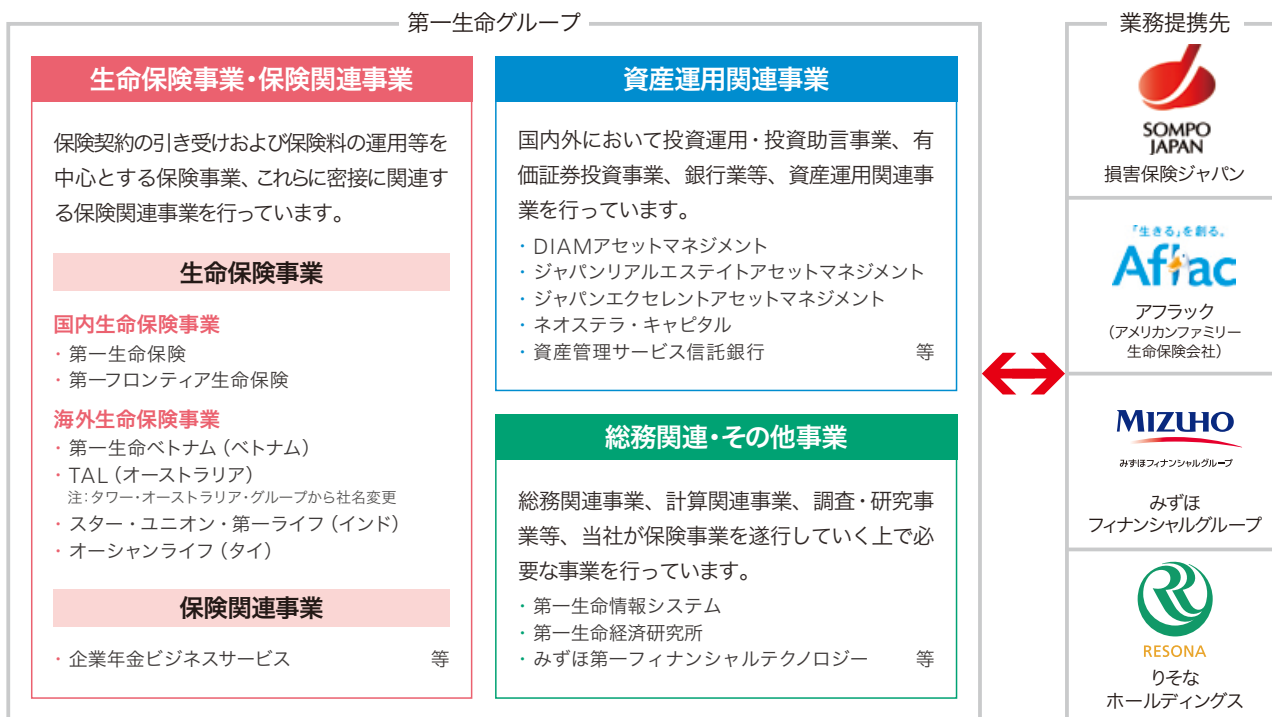 第一生命グループ
生命保険事業・保険関連事業
保険契約の引き受けおよび保険料の運用等を
中心とする保険事業、これらに密接に関連す
る保険関連事業を行っています。
生命保険事業
国内生命保険事業
・第一生命保険
・第一フロンティア生命保険
海外生命保険事業
・第一生命ベトナム（ベトナム）
・TAL（オーストラリア）
注：タワー・オーストラリア・グループから社名変更
・スター・ユニオン・第一ライフ（インド）
・オーシャンライフ（タイ）
保険関連事業
・企業年金ビジネスサービス 等
資産運用関連事業
国内外において投資運用・投資助言事業、有
価証券投資事業、銀行業等、資産運用関連事
業を行っています。
・DIAMアセットマネジメント
・ジャパンリアルエステイトアセットマネジメント
・ジャパンエクセレントアセットマネジメント
・ネオステラ・キャピタル
・資産管理サービス信託銀行 等
総務関連・その他事業
総務関連事業、計算関連事業、調査・研究事
業等、当社が保険事業を遂行していく上で必
要な事業を行っています。
・第一生命情報システム
・第一生命経済研究所
・みずほ第一フィナンシャルテクノロジー 等
業務提携先
SOMPO
JAPAN
損害保険ジャパン
「生きる」を創る。
Aflac
アフラック
（アメリカンファミリー
生命保険会社）
MIZUHO
みずほフィナンシャルグループ
みずほ
フィナンシャルグループ
RESONA
りそな
ホールディングス